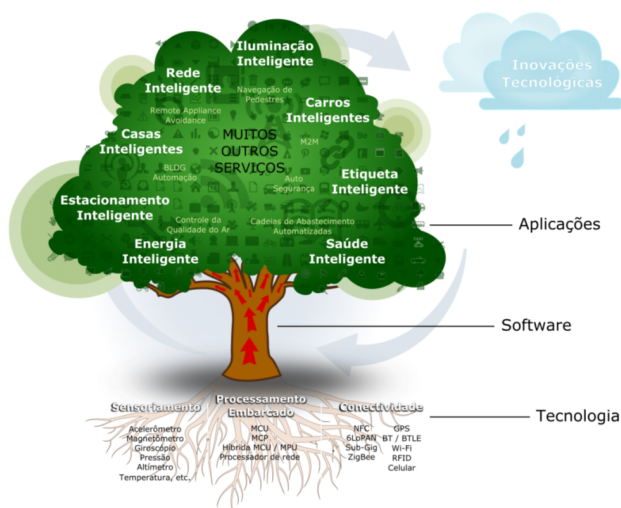 Iluminação
Inteligente
Inovações
Tecnológicas
Rede
Inteligente
Navegação de
Pedestres
Carros
Inteligentes
Remote Appliance
Avoidance
Casas
Inteligentes
MUITOS
OUTROS
SERVIÇOS
M2M
BLDG
Automação
Auto
Segurança
Etiqueta
Inteligente
Estacionamento
Inteligente
Controle da
Qualidade do Ar
Cadeias de Abastecimento
Automatizadas
Aplicações
Energia
Inteligente
Saúde
Inteligente
Software
Sensoriamento
Acelerômetro
Magnetômetro
Giroscópio
Pressão
Altímetro
Temperatura, etc.
Processamento
Embarcado
MCU
MCP
Híbrida MCU / MPU
Processador de rede
Conectividade
NFC GPS
6LoPAN BT / BTLE
Sub-Gig Wi-Fi
ZigBee RFID
Celular
Tecnologia